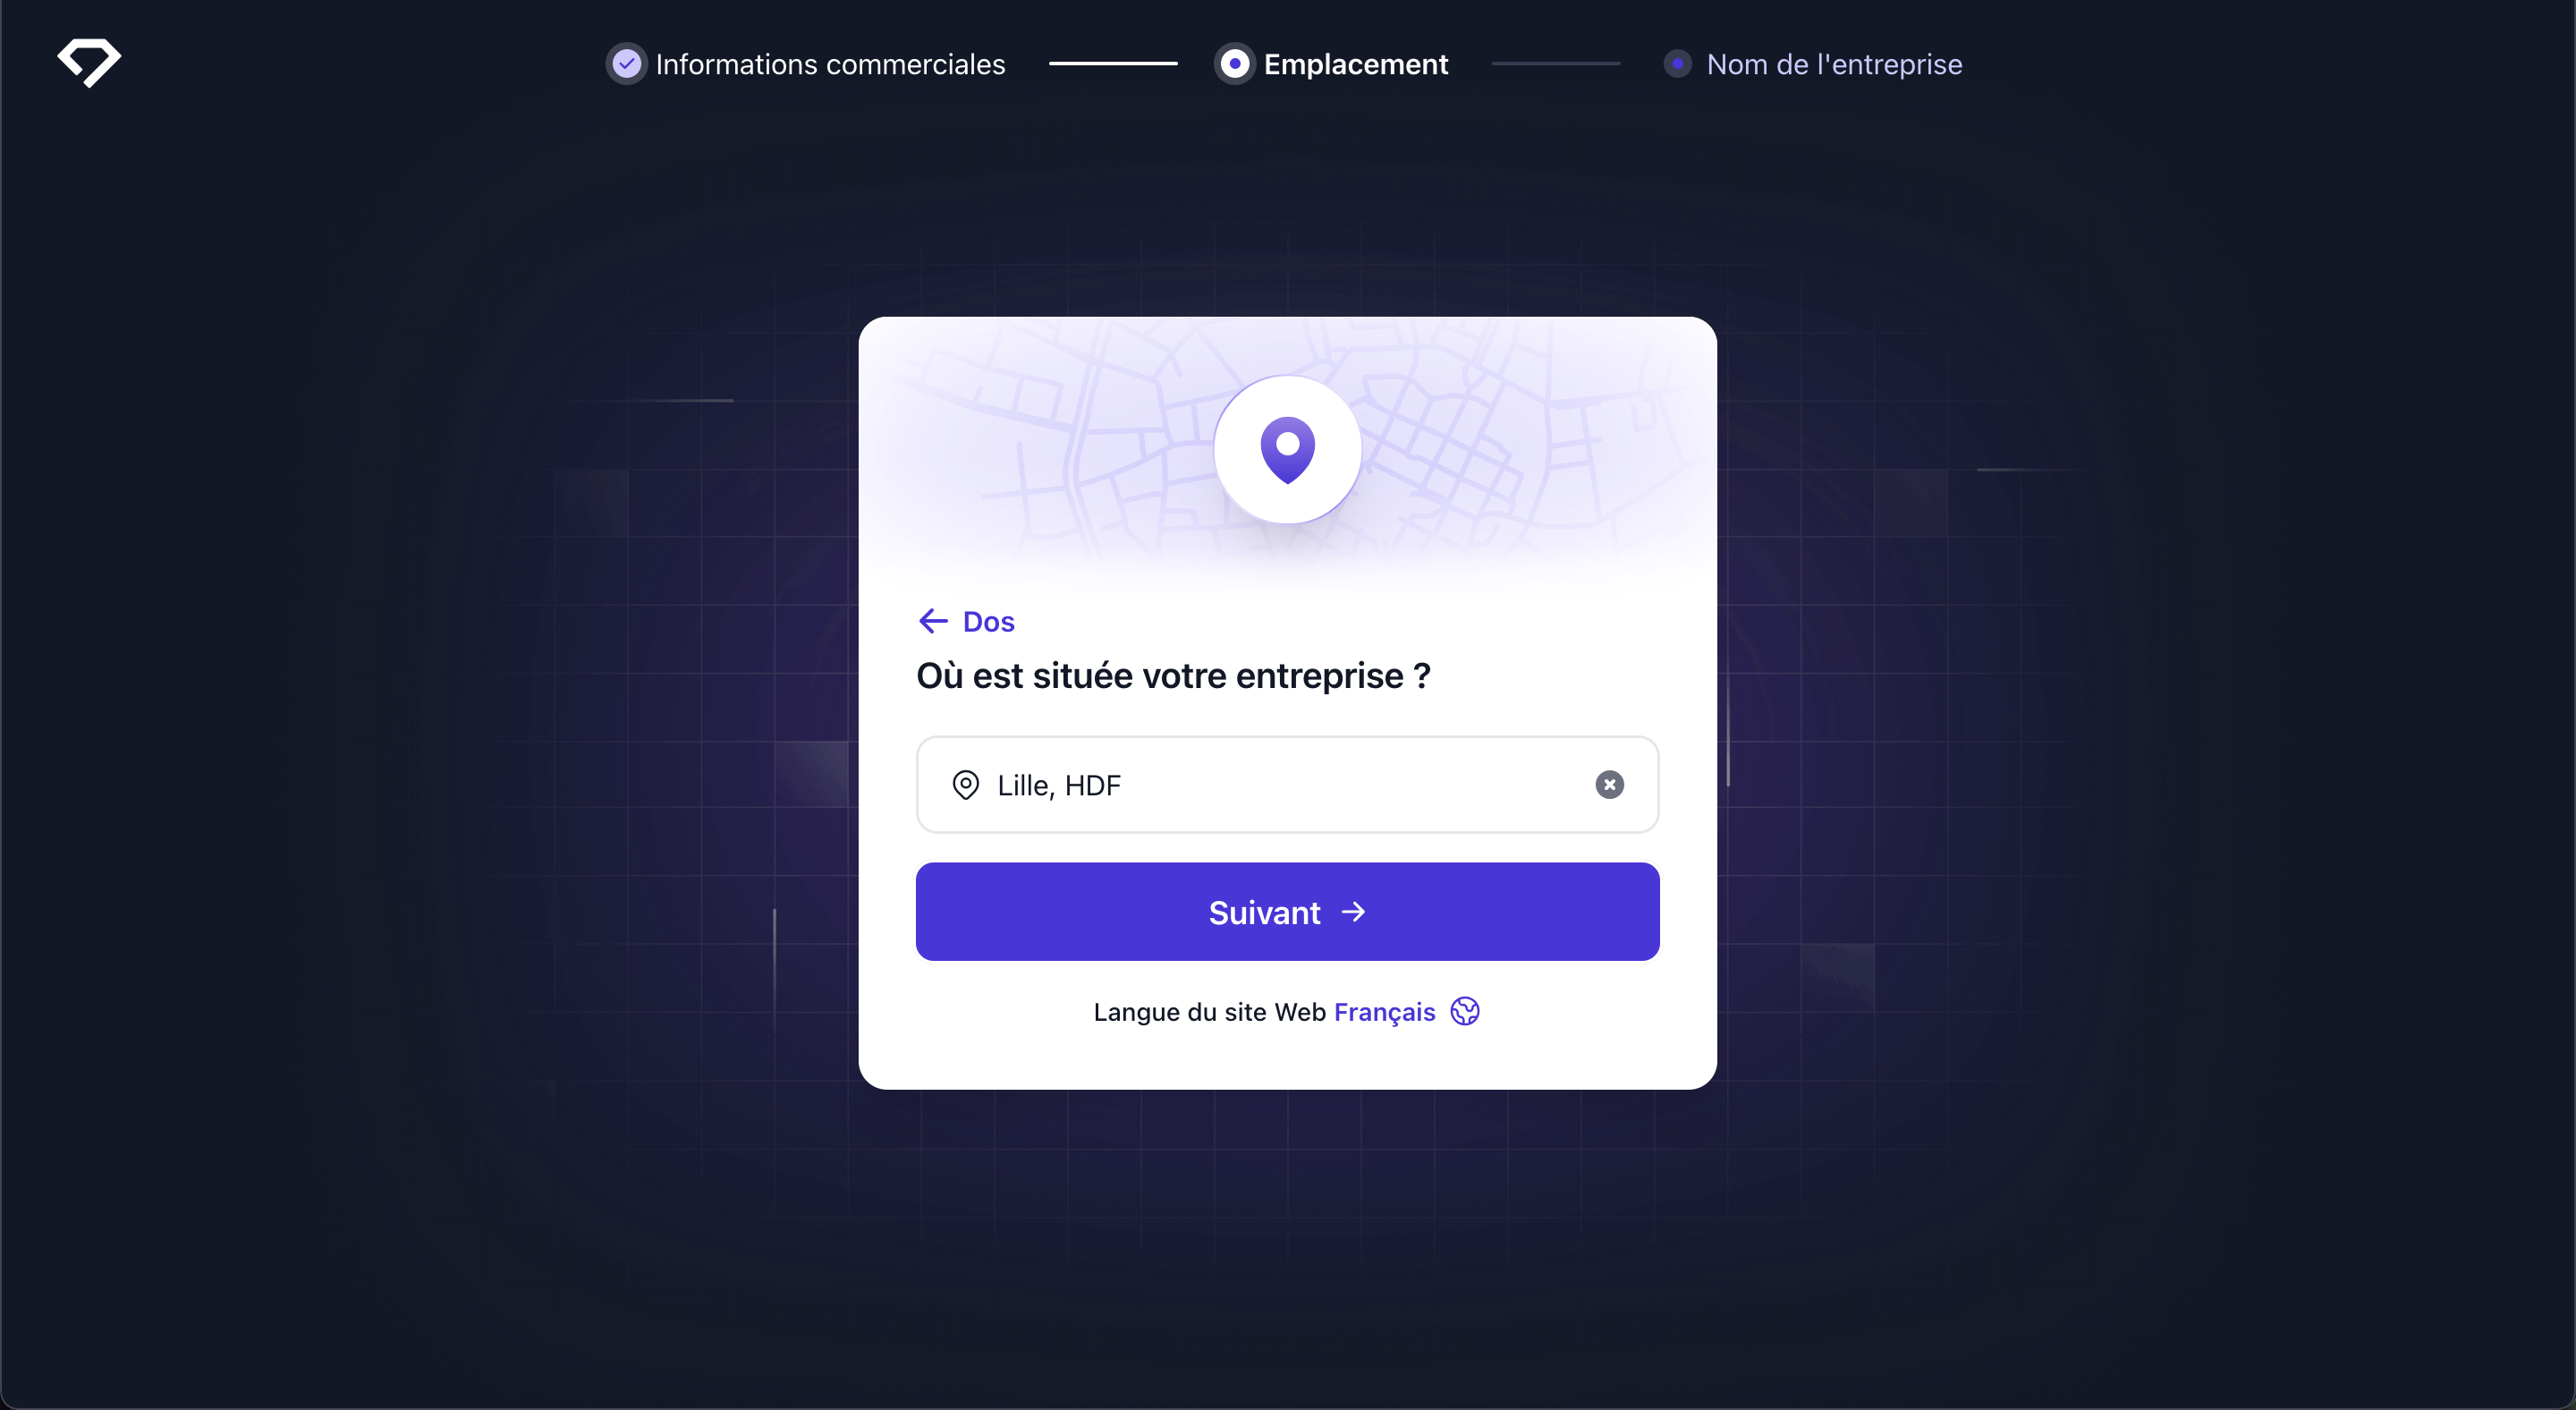 Informations commerciales
Emplacement
Nom de l'entreprise
Dos
Où est située votre entreprise ?
Lille, HDF
Suivant
Langue du site Web Français